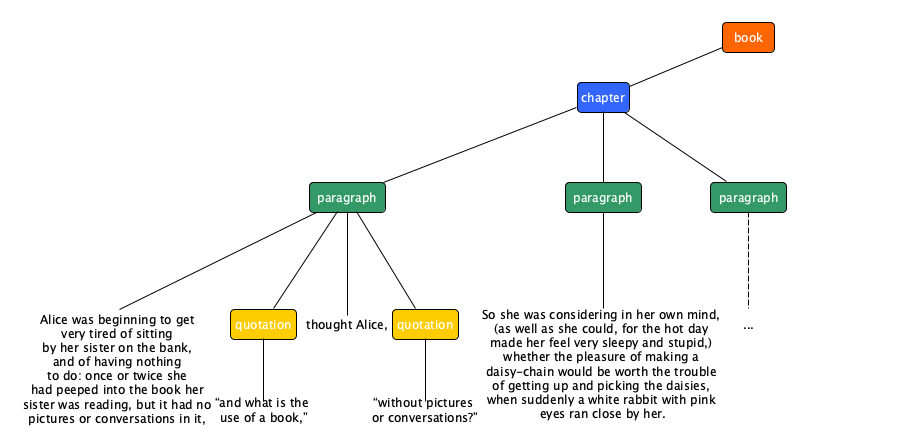 book
chapter
paragraph
paragraph
paragraph
Alice was beginning to get
very tired of sitting
by her sister on the bank,
and of having nothing
to do: once or twice she
had peeped into the book her
sister was reading, but it had no
pictures or conversations in it,
quotation
“and what is the
use of a book,”
thought Alice,
quotation
“without pictures
or conversations?”
So she was considering in her own mind,
(as well as she could, for the hot day
made her feel very sleepy and stupid,)
whether the pleasure of making a
daisy-chain would be worth the trouble
of getting up and picking the daisies,
when suddenly a white rabbit with pink
eyes ran close by her.
...